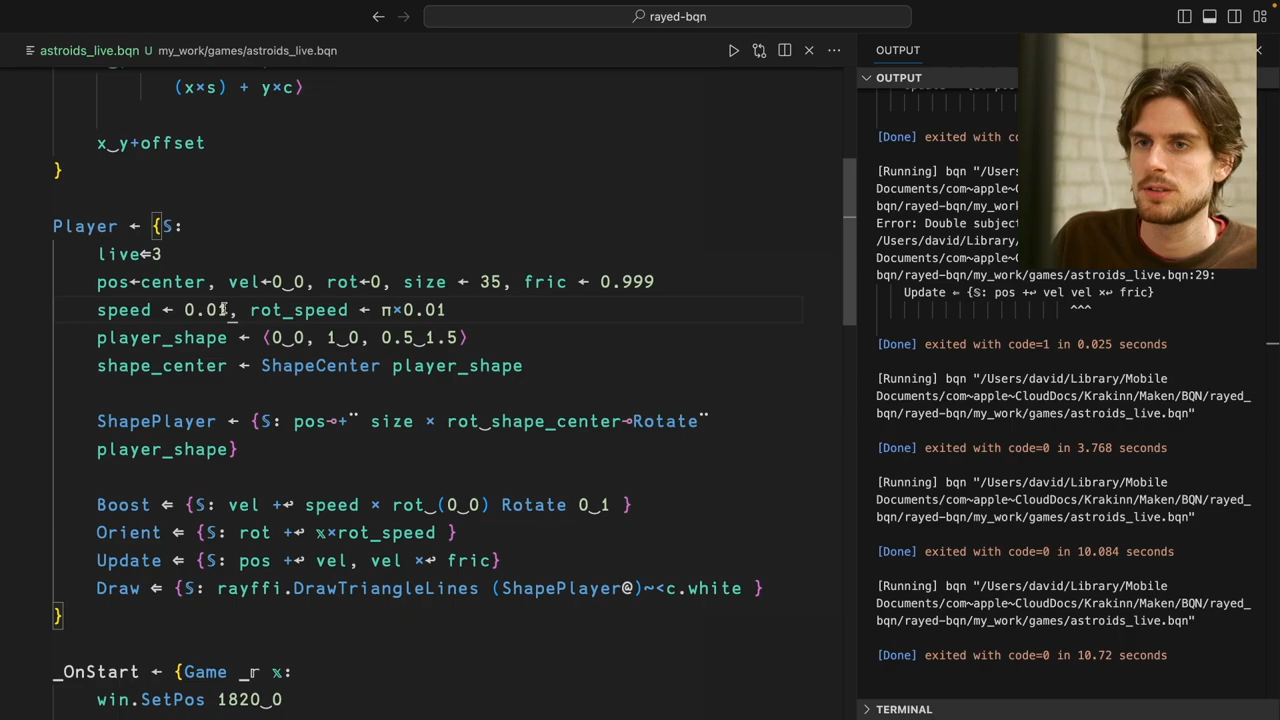 rayed-bqn
astroids_live.bqn U my_work/games/astroids_live.bqn
(x×s) + y×c⟩
x‿y+offset
}
Player ← {𝕊:
live⇐3
pos←center, vel←0‿0, rot←0, size ← 35, fric ← 0.999
speed ← 0.01, rot_speed ← π×0.01
player_shape ← ⟨0‿0, 1‿0, 0.5‿1.5⟩
shape_center ← ShapeCenter player_shape
ShapePlayer ← {𝕊: pos⊸+¨ size × rot‿shape_center⊸Rotate¨
player_shape}
Boost ⇐ {𝕊: vel +↩ speed × rot‿(0‿0) Rotate 0‿1 }
Orient ⇐ {𝕊: rot +↩ 𝕩×rot_speed }
Update ⇐ {𝕊: pos +↩ vel, vel ×↩ fric}
Draw ⇐ {𝕊: rayffi.DrawTriangleLines (ShapePlayer@)∾<c.white }
}
_OnStart ← {Game _𝕣 𝕩:
win.SetPos 1820‿0
OUTPUT
OUTPUT
[Done] exited with co
[Running] bqn "/Users
Documents/com~apple~C
bqn/rayed-bqn/my_work
Error: Double subject
/Users/david/Library/
Documents/com~apple~C
bqn/rayed-bqn/my_work/games/astroids_live.bqn:29:
Update ⇐ {𝕊: pos +↩ vel vel ×↩ fric}
^^^
[Done] exited with code=1 in 0.025 seconds
[Running] bqn "/Users/david/Library/Mobile
Documents/com~apple~CloudDocs/Krakinn/Maken/BQN/rayed_
bqn/rayed-bqn/my_work/games/astroids_live.bqn"
[Done] exited with code=0 in 3.768 seconds
[Running] bqn "/Users/david/Library/Mobile
Documents/com~apple~CloudDocs/Krakinn/Maken/BQN/rayed_
bqn/rayed-bqn/my_work/games/astroids_live.bqn"
[Done] exited with code=0 in 10.084 seconds
[Running] bqn "/Users/david/Library/Mobile
Documents/com~apple~CloudDocs/Krakinn/Maken/BQN/rayed_
bqn/rayed-bqn/my_work/games/astroids_live.bqn"
[Done] exited with code=0 in 10.72 seconds
TERMINAL